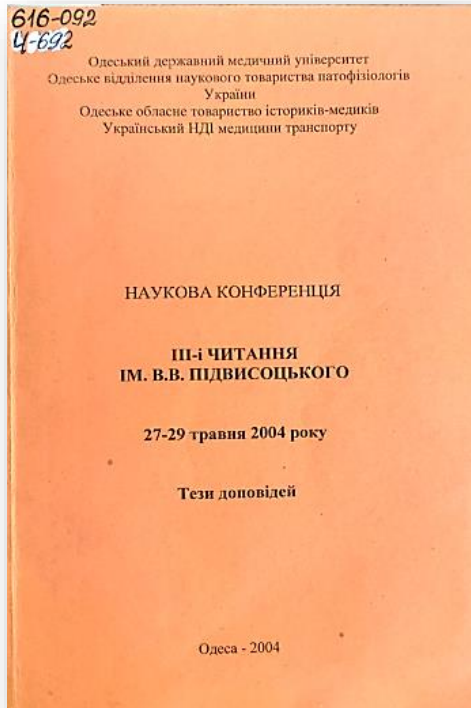 616-092
Ч-692
Одеський державний медичний університет
Одеське відділення наукового товариства патофізіологів
України
Одеське обласне товариство істориків-медиків
Український НДІ медицини транспорту
НАУКОВА КОНФЕРЕНЦІЯ
ІІІ-і ЧИТАННЯ
ІМ. В.В. ПІДВИСОЦЬКОГО
27-29 травня 2004 року
Тези доповідей
Одеса - 2004